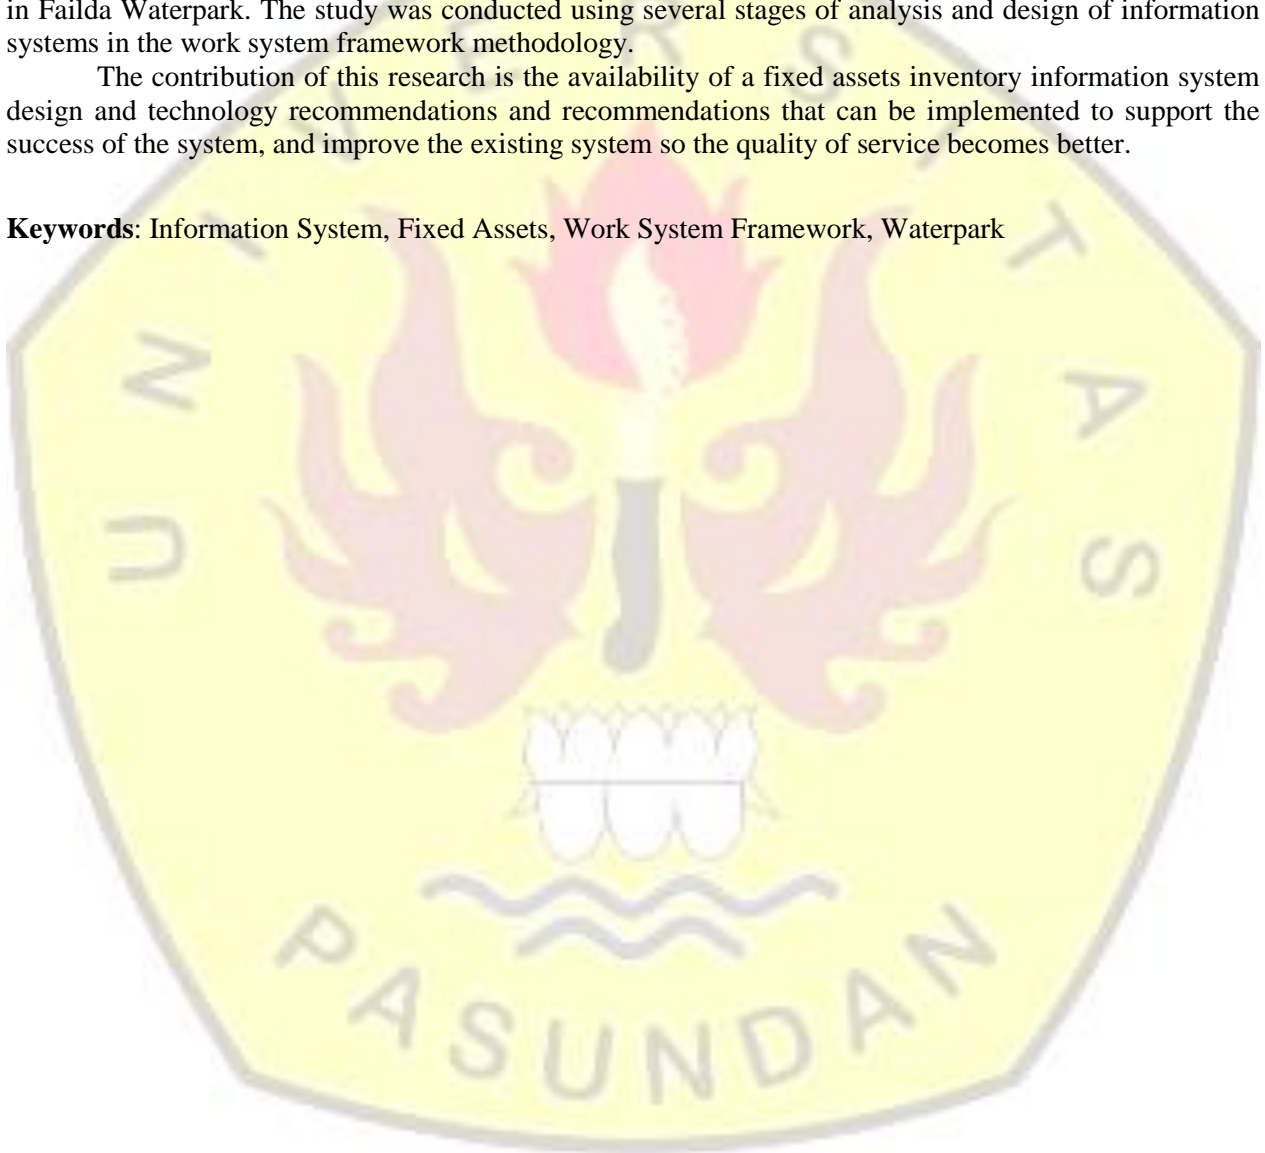 in Failda Waterpark. The study was conducted using several stages of analysis and design of information
systems in the work system framework methodology.
The contribution of this research is the availability of a fixed assets inventory information system
design and technology recommendations and recommendations that can be implemented to support the
success of the system, and improve the existing system so the quality of service becomes better.
Keywords: Information System, Fixed Assets, Work System Framework, Waterpark
UNIVERSITAS
PASUNDAN